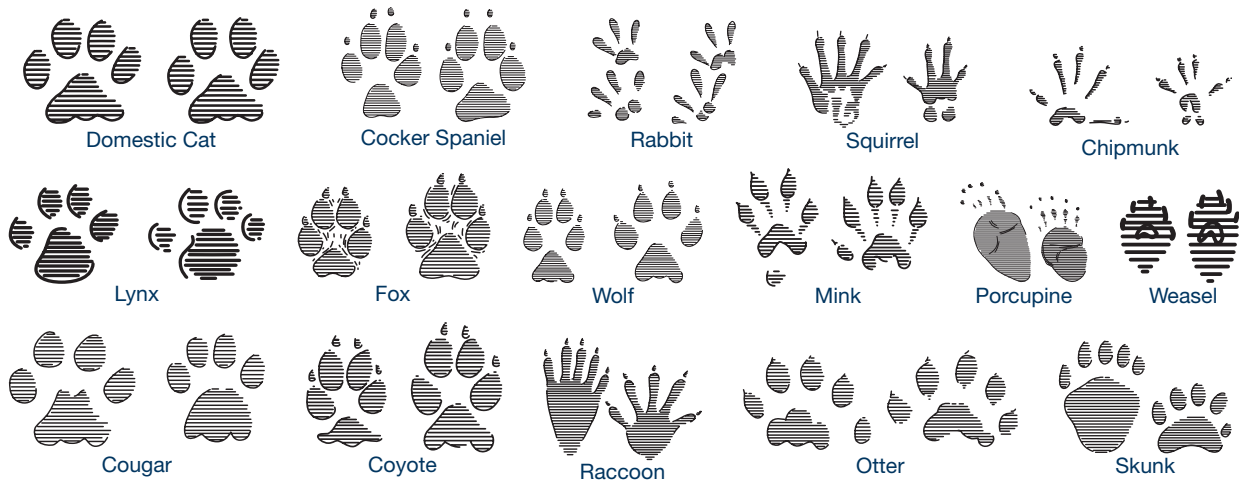 Domestic Cat
Cocker Spaniel
Rabbit
Squirrel
Chipmunk
Lynx
Fox
Wolf
Mink
Porcupine
Weasel
Cougar
Coyote
Raccoon
Otter
Skunk